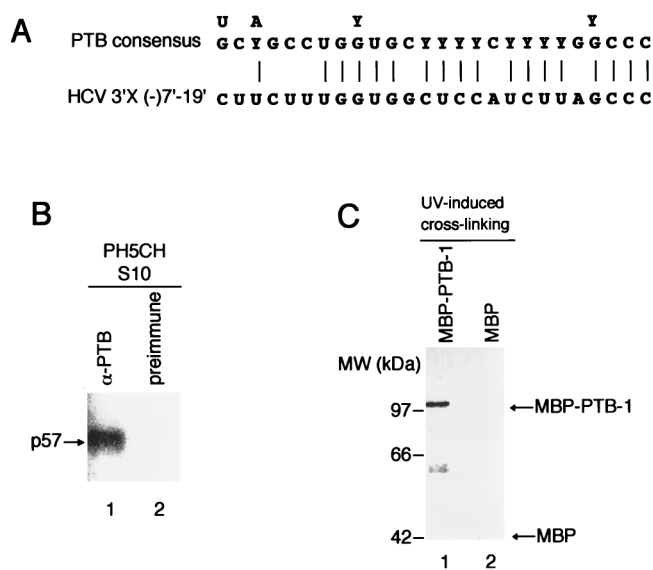 A
U A Y Y
PTB consensus G C Y G C C U G G U G C Y Y Y Y C Y Y Y Y G G C C C
HCV 3'X (-)7'-19' C U U C U U U G G U G G C U C C A U C U U A G C C C
B
PH5CH
S10
α-PTB
preimmune
p57
1 2
C
UV-induced
cross-linking
MBP-PTB-1
MBP
MW (kDa)
97
MBP-PTB-1
66
42
MBP
1 2